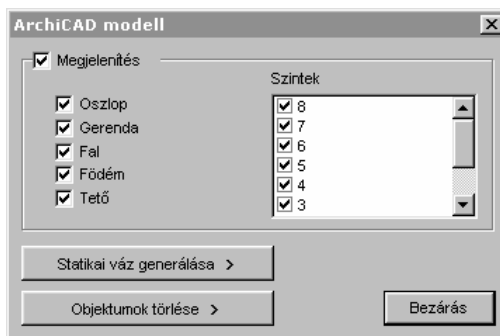 ArchiCAD modell
Megjelenítés
Szintek
Oszlop
Gerenda
Fal
Födém
Tető
8
7
6
5
4
3
Statikai váz generálása >
Objektumok törlése >
Bezárás